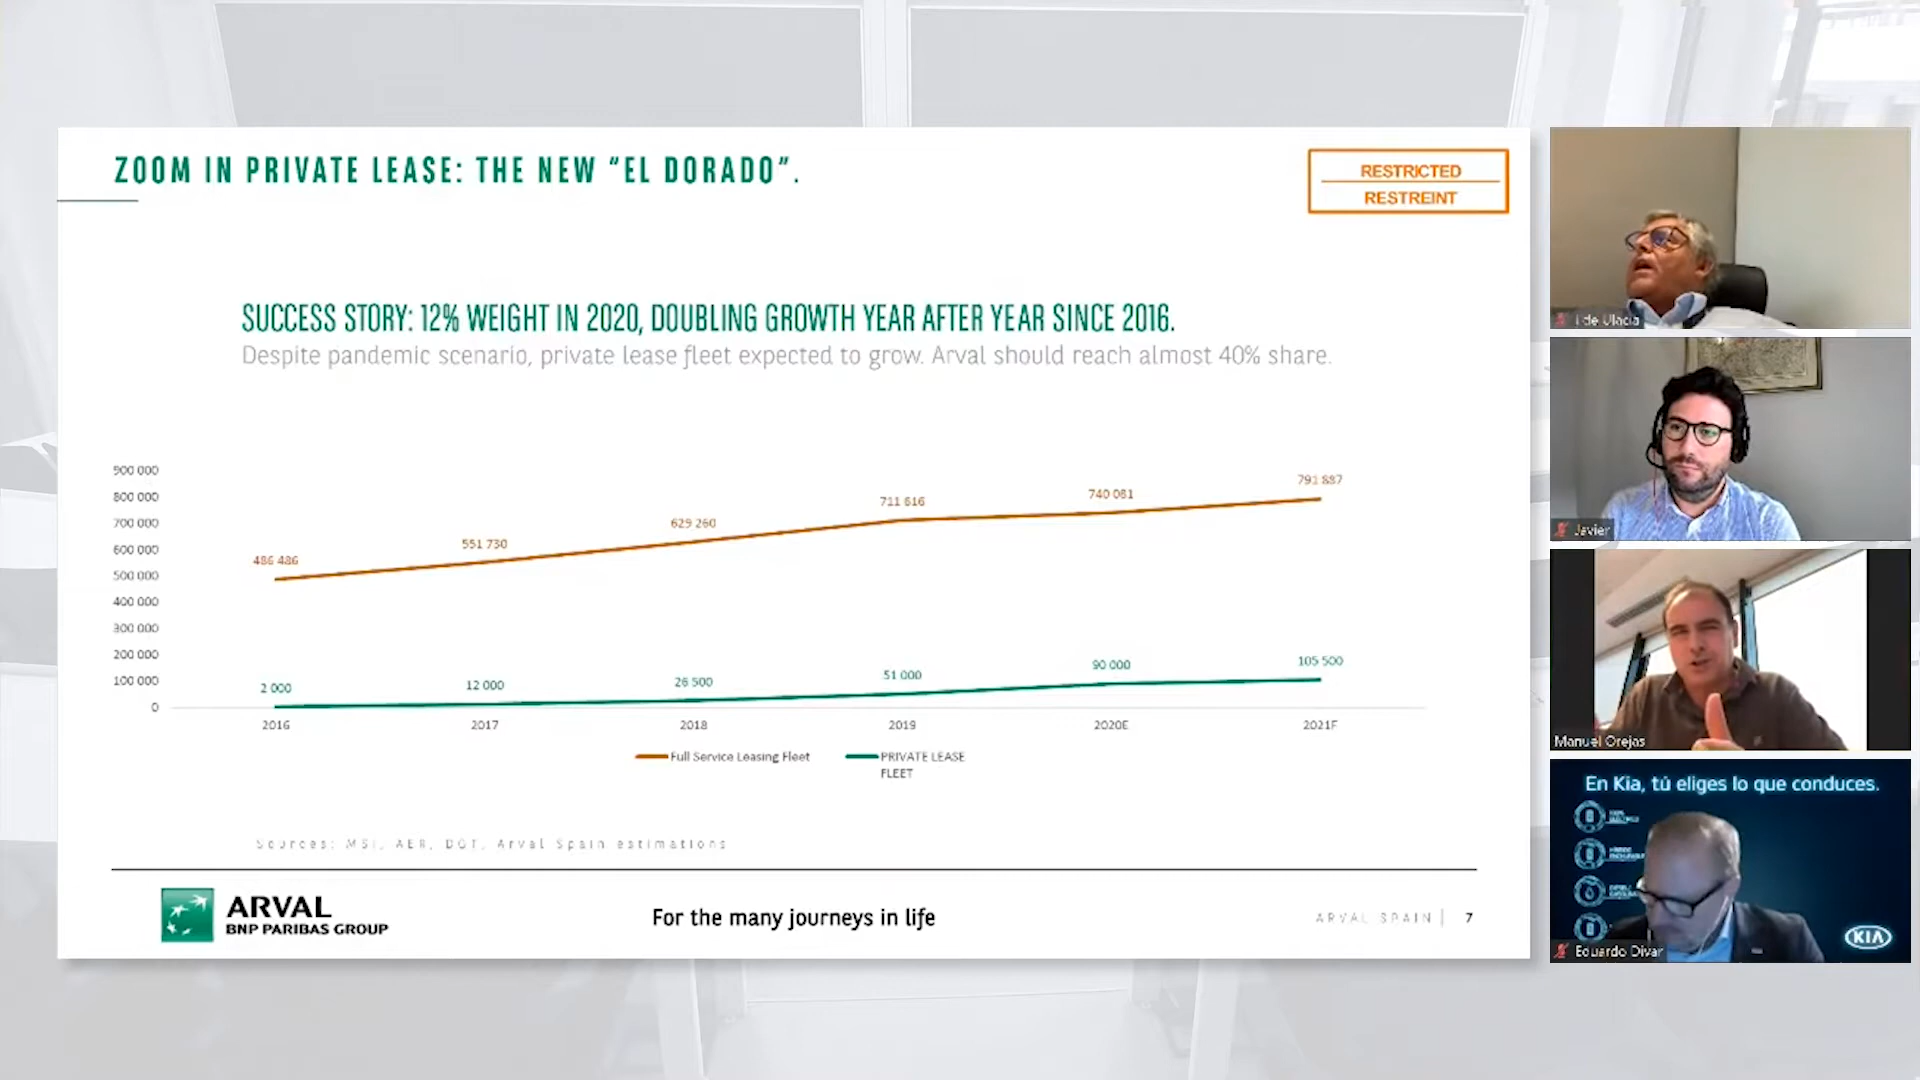 ZOOM IN PRIVATE LEASE: THE NEW “EL DORADO”.
RESTRICTED
RESTREINT
SUCCESS STORY: 12% WEIGHT IN 2020, DOUBLING GROWTH YEAR AFTER YEAR SINCE 2016.
Despite pandemic scenario, private lease fleet expected to grow. Arval should reach almost 40% share.
900 000
800 000
700 000
600 000
500 000
400 000
300 000
200 000
100 000
0
486 486
551 730
629 260
711 616
740 081
791 887
2 000
12 000
26 500
51 000
90 000
105 500
2016
2017
2018
2019
2020E
2021F
Full Service Leasing Fleet
PRIVATE LEASE
FLEET
Sources: MSI, AER, DGT, Arval Spain estimations
ARVAL
BNP PARIBAS GROUP
For the many journeys in life
ARVAL SPAIN | 7
de Ulacia
Javier
Manuel Orejas
En Kia, tú eliges lo que conduces.
KIA
Eduardo Divar